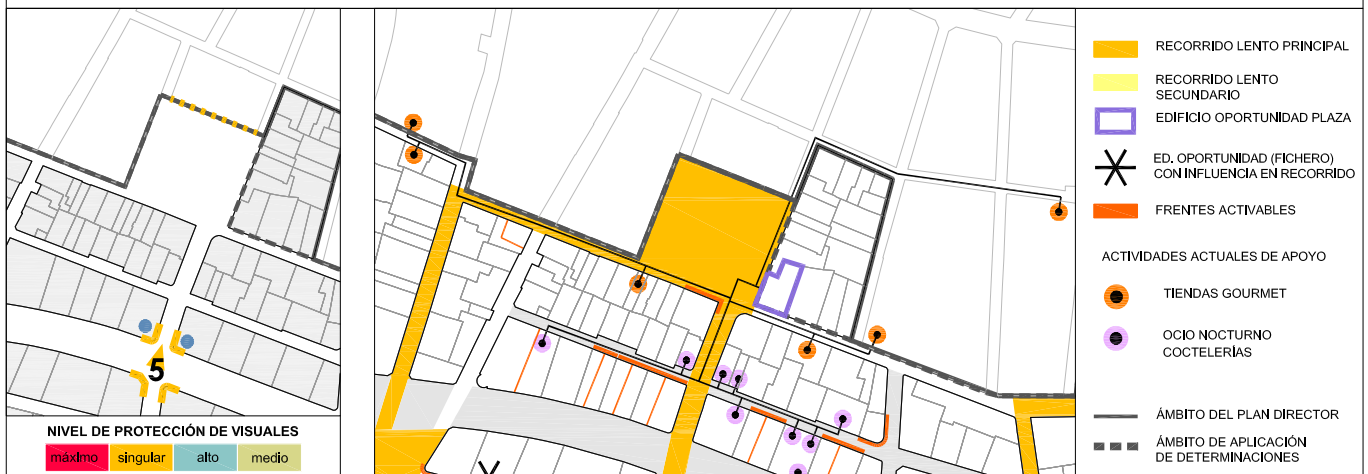 5
NIVEL DE PROTECCIÓN DE VISUALES
máximo singular alto medio
RECORRIDO LENTO PRINCIPAL
RECORRIDO LENTO
SECUNDARIO
EDIFICIO OPORTUNIDAD PLAZA
ED. OPORTUNIDAD (FICHERO)
CON INFLUENCIA EN RECORRIDO
FRENTES ACTIVABLES
ACTIVIDADES ACTUALES DE APOYO
TIENDAS GOURMET
OCIO NOCTURNO
COCTELERÍAS
ÁMBITO DEL PLAN DIRECTOR
ÁMBITO DE APLICACIÓN
DE DETERMINACIONES